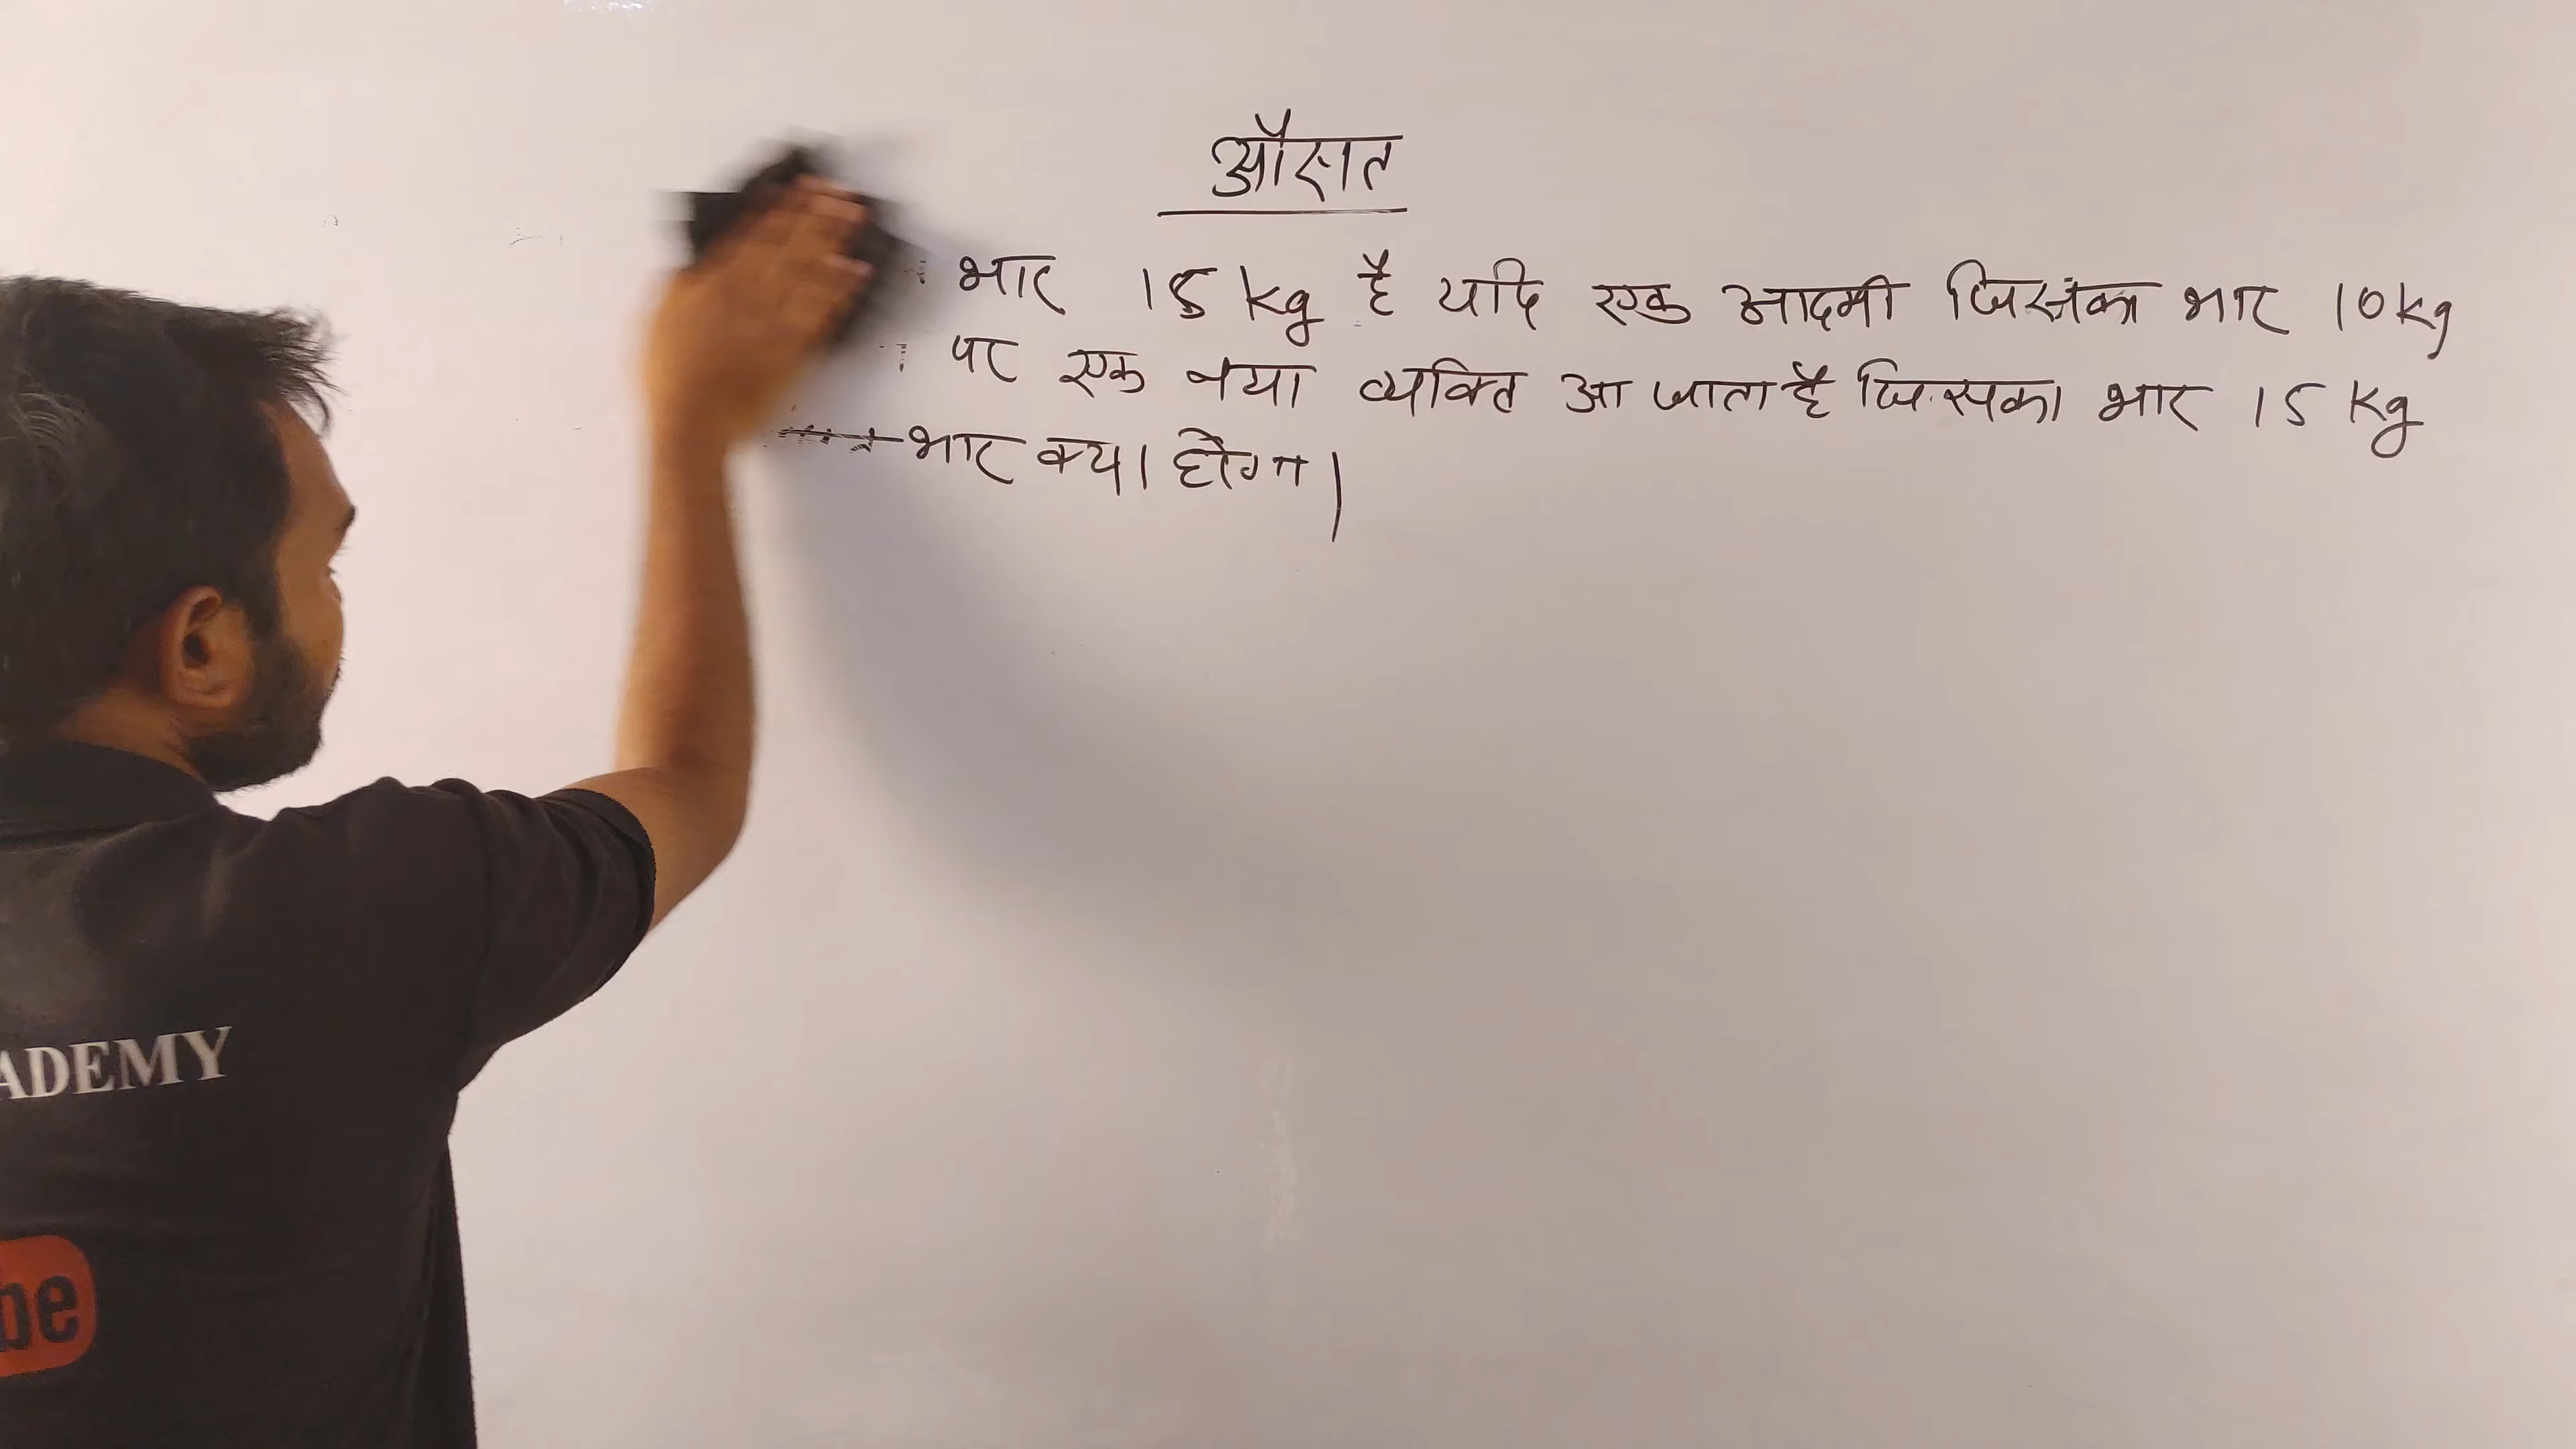 औसत
भार 15 kg है यदि एक आदमी जिसका भार 10 kg
पर एक नया व्यक्ति आ जाता है जिसका भार 15 kg
भार क्या होगा |
ADEMY
be